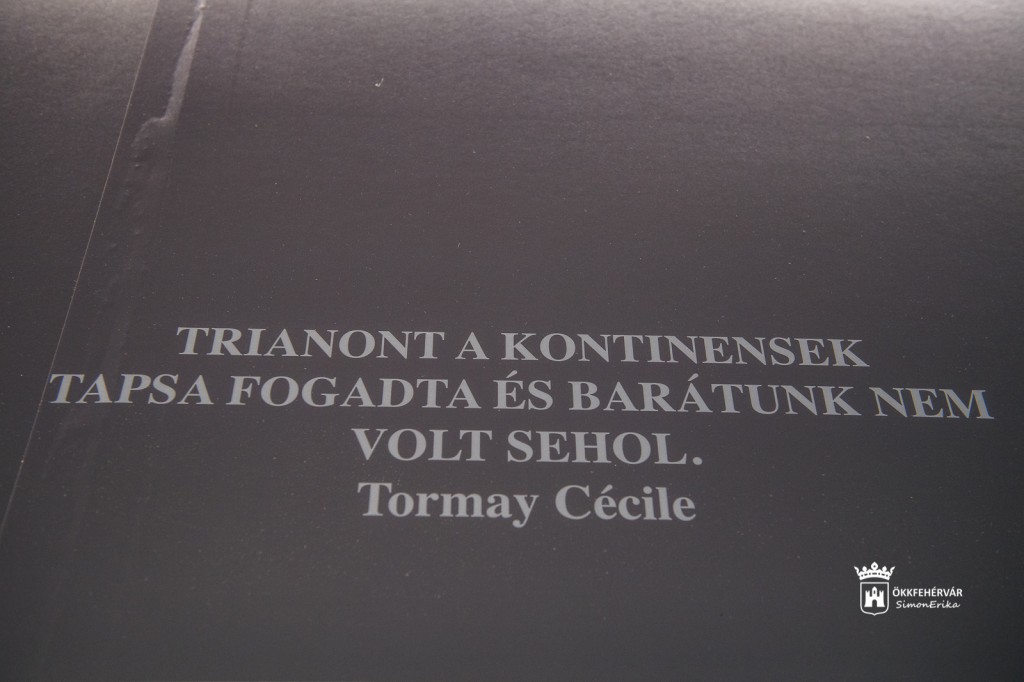 TRIANONT A KONTINENSEK
TAPSA FOGADTA ÉS BARÁTUNK NEM
VOLT SEHOL.
Tormay Cécile
ÖKKFEHÉRVÁR
SimonErika